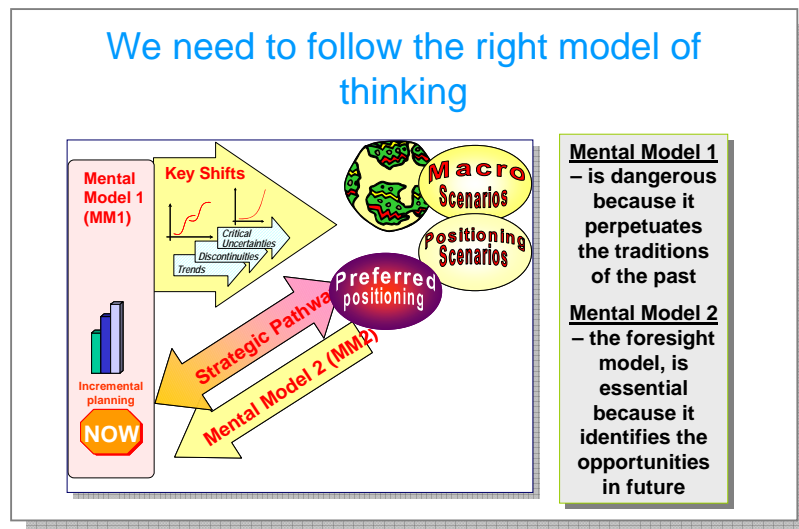 We need to follow the right model of
thinking
Mental
Model 1
(MM1)
Incremental
planning
NOW
Key Shifts
Critical
Uncertainties
Discontinuities
Trends
Macro
Scenarios
Positioning
Scenarios
Preferred
positioning
Strategic Pathwa
Mental Model 2 (MM2)
Mental Model 1
– is dangerous
because it
perpetuates
the traditions
of the past
Mental Model 2
– the foresight
model, is
essential
because it
identifies the
opportunities
in future